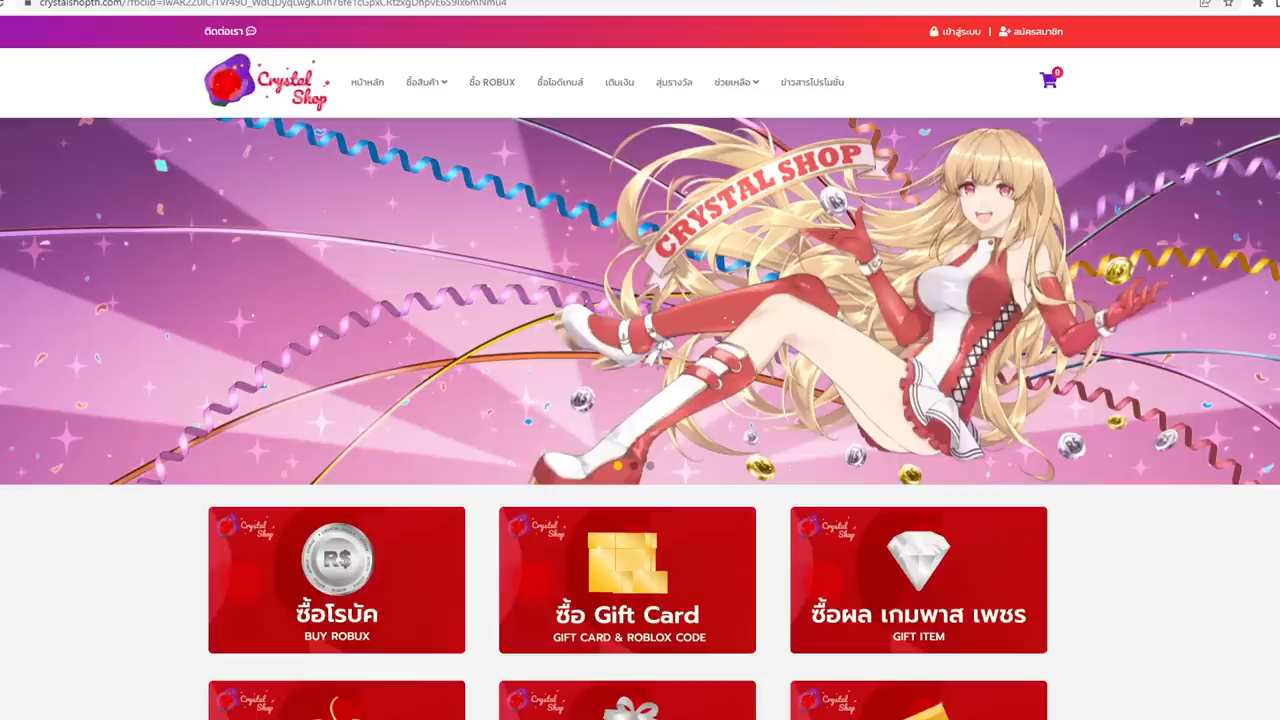 ติดต่อเรา
เข้าสู่ระบบ | สมัครสมาชิก
Crystal Shop
หน้าหลัก ซื้อสินค้า ซื้อ ROBUX ซื้อไอดีเกมส์ เติมเงิน สุ่มรางวัล ช่วยเหลือ ข่าวสารโปรโมชั่น
0
CRYSTAL SHOP
Crystal Shop
R$
ซื้อโรบัค
BUY ROBUX
Crystal Shop
ซื้อ Gift Card
GIFT CARD & ROBLOX CODE
Crystal Shop
ซื้อผล เกมพาส เพชร
GIFT ITEM
Crystal Shop
Crystal Shop
Crystal Shop